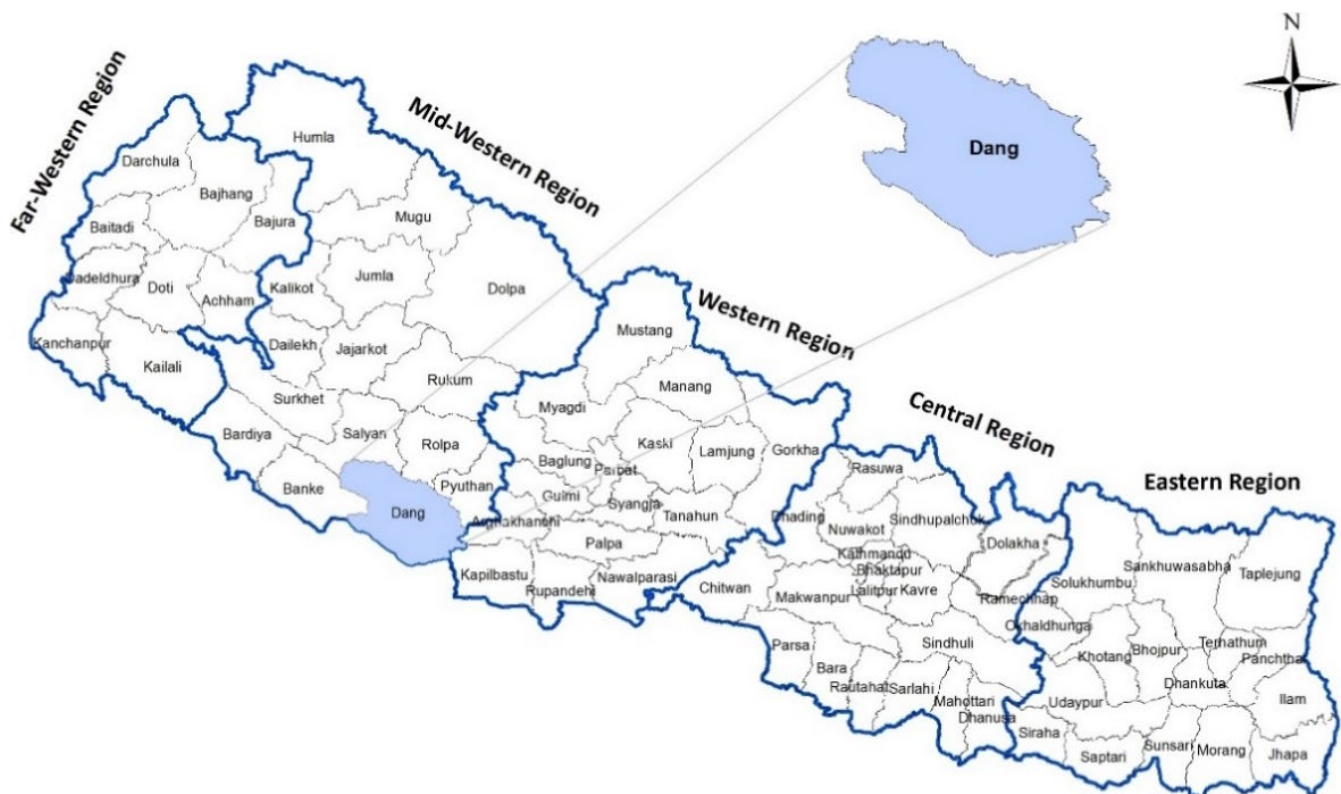 N
Far-Western Region
Mid-Western Region
Western Region
Central Region
Eastern Region
Dang
Humla
Darchula
Bajhang
Mugu
Bajura
Baitadi
Dadeldhura
Doti
Achham
Kalikot
Jumla
Dolpa
Kanchanpur
Kailali
Dailekh
Jajarkot
Rukum
Surkhet
Bardiya
Salyan
Rolpa
Banke
Pyuthan
Dang
Mustang
Manang
Myagdi
Kaski
Lamjung
Gorkha
Baglung
Parbat
Gulmi
Syangja
Tanahun
Arghakhanchi
Palpa
Kapilbastu
Rupandehi
Nawalparasi
Rasuwa
Dhading
Nuwakot
Sindhupalchok
Dolakha
Kathmandu
Bhaktapur
Lalitpur
Kavre
Chitwan
Makwanpur
Ramechhap
Sindhuli
Parsa
Bara
Rautahat
Sarlahi
Mahottari
Dhanusa
Solukhumbu
Sankhuwasabha
Taplejung
Okhaldhunga
Khotang
Bhojpur
Terhathum
Panchtha
Dhankuta
Ilam
Udaypur
Siraha
Saptari
Sunsari
Morang
Jhapa